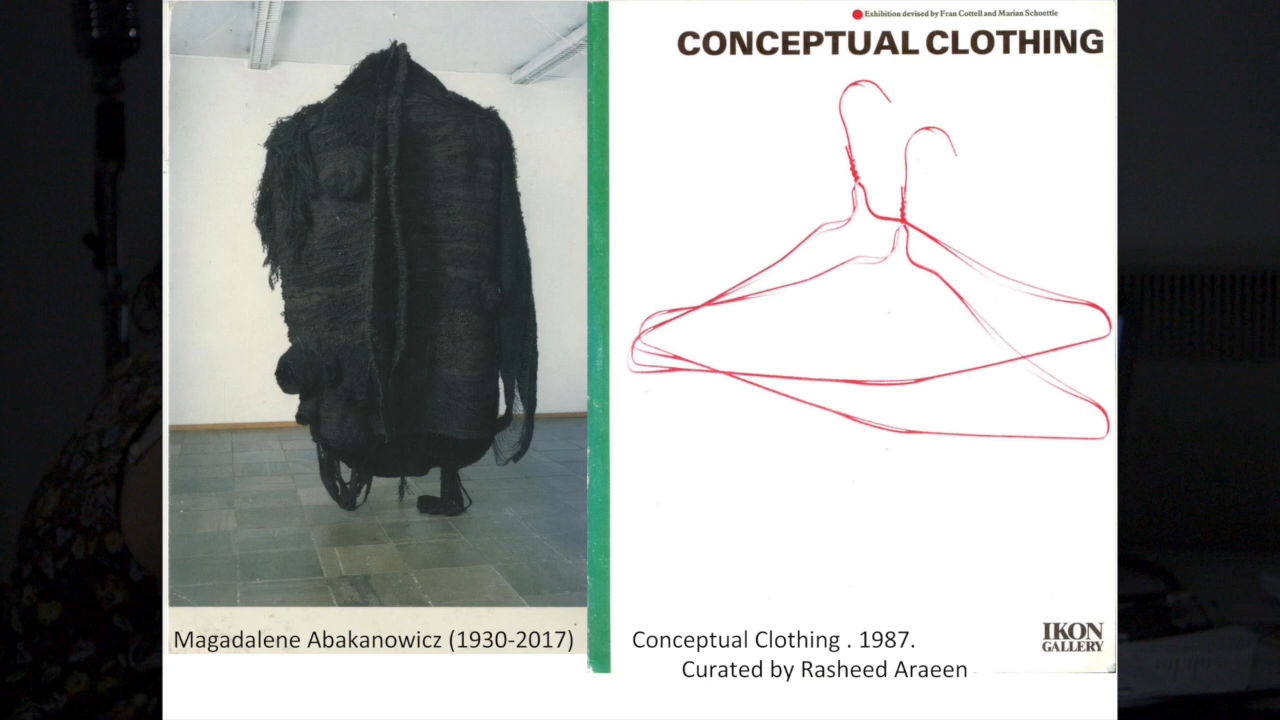 Magadalene Abakanowicz (1930-2017)
Exhibition devised by Fran Cottell and Marian Schoettle
CONCEPTUAL CLOTHING
IKON
GALLERY
Conceptual Clothing . 1987.
Curated by Rasheed Araeen